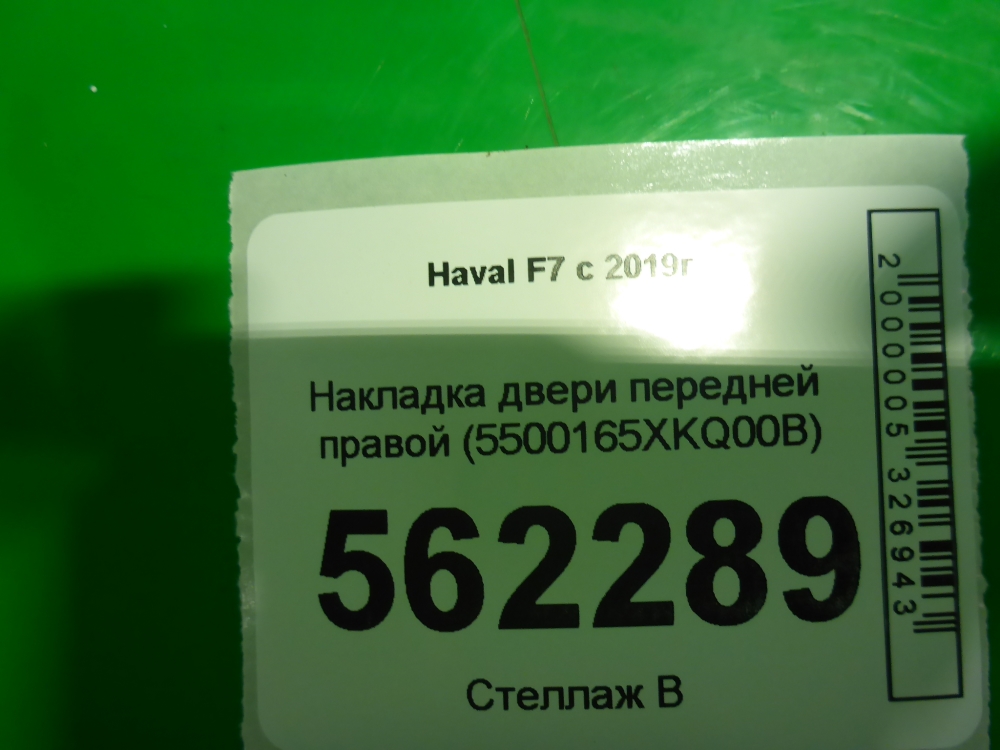 Haval F7 с 2019г
Накладка двери передней
правой (5500165XKQ00B)
562289
Стеллаж В
2000005326943